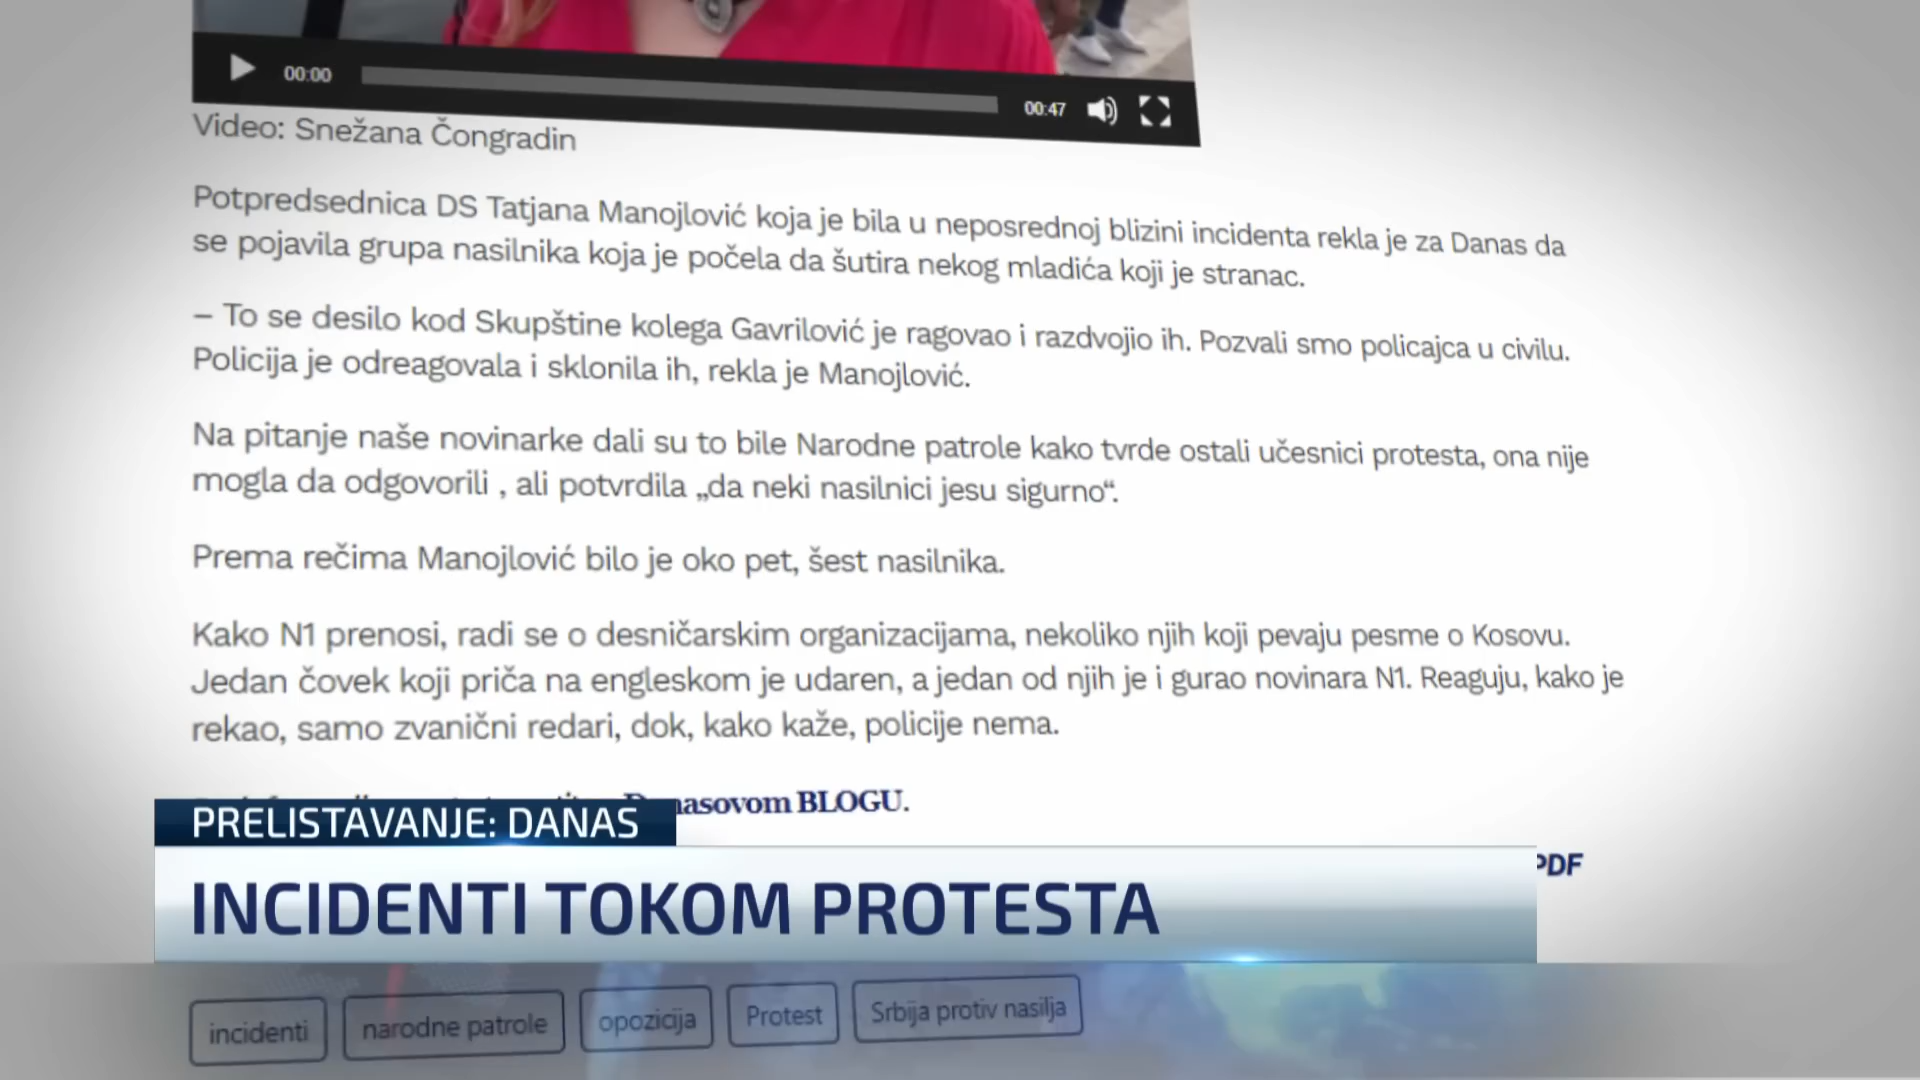 00:00
00:47
Video: Snežana Čongradin
Potpredsednica DS Tatjana Manojlović koja je bila u neposrednoj blizini incidenta rekla je za Danas da
se pojavila grupa nasilnika koja je počela da šutira nekog mladića koji je stranac.
– To se desilo kod Skupštine kolega Gavrilović je ragovao i razdvojio ih. Pozvali smo policajca u civilu.
Policija je odreagovala i sklonila ih, rekla je Manojlović.
Na pitanje naše novinarke dali su to bile Narodne patrole kako tvrde ostali učesnici protesta, ona nije
mogla da odgovorili , ali potvrdila „da neki nasilnici jesu sigurno“.
Prema rečima Manojlović bilo je oko pet, šest nasilnika.
Kako N1 prenosi, radi se o desničarskim organizacijama, nekoliko njih koji pevaju pesme o Kosovu.
Jedan čovek koji priča na engleskom je udaren, a jedan od njih je i gurao novinara N1. Reaguju, kako je
rekao, samo zvanični redari, dok, kako kaže, policije nema.
BLOGU.
PRELISTAVANJE: DANAS
PDF
INCIDENTI TOKOM PROTESTA
incidenti narodne patrole opozicija Protest Srbija protiv nasilja